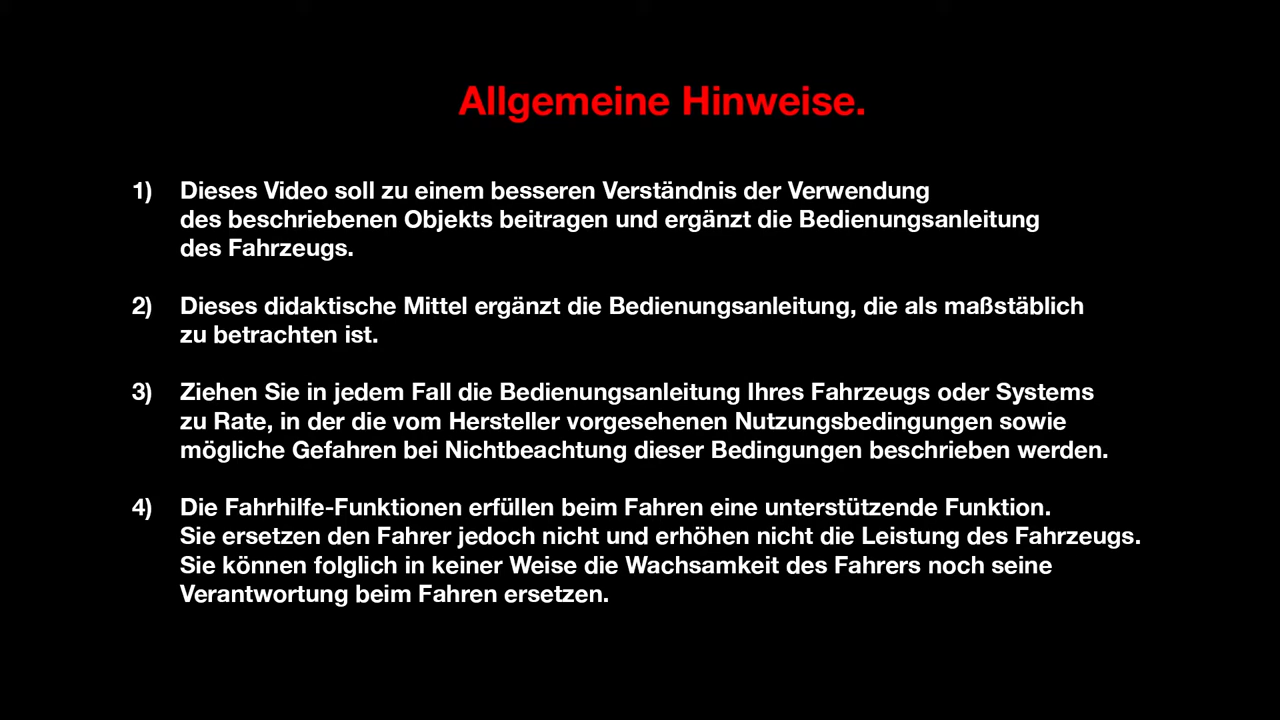 Allgemeine Hinweise.
1) Dieses Video soll zu einem besseren Verständnis der Verwendung
des beschriebenen Objekts beitragen und ergänzt die Bedienungsanleitung
des Fahrzeugs.
2) Dieses didaktische Mittel ergänzt die Bedienungsanleitung, die als maßstäblich
zu betrachten ist.
3) Ziehen Sie in jedem Fall die Bedienungsanleitung Ihres Fahrzeugs oder Systems
zu Rate, in der die vom Hersteller vorgesehenen Nutzungsbedingungen sowie
mögliche Gefahren bei Nichtbeachtung dieser Bedingungen beschrieben werden.
4) Die Fahrhilfe-Funktionen erfüllen beim Fahren eine unterstützende Funktion.
Sie ersetzen den Fahrer jedoch nicht und erhöhen nicht die Leistung des Fahrzeugs.
Sie können folglich in keiner Weise die Wachsamkeit des Fahrers noch seine
Verantwortung beim Fahren ersetzen.